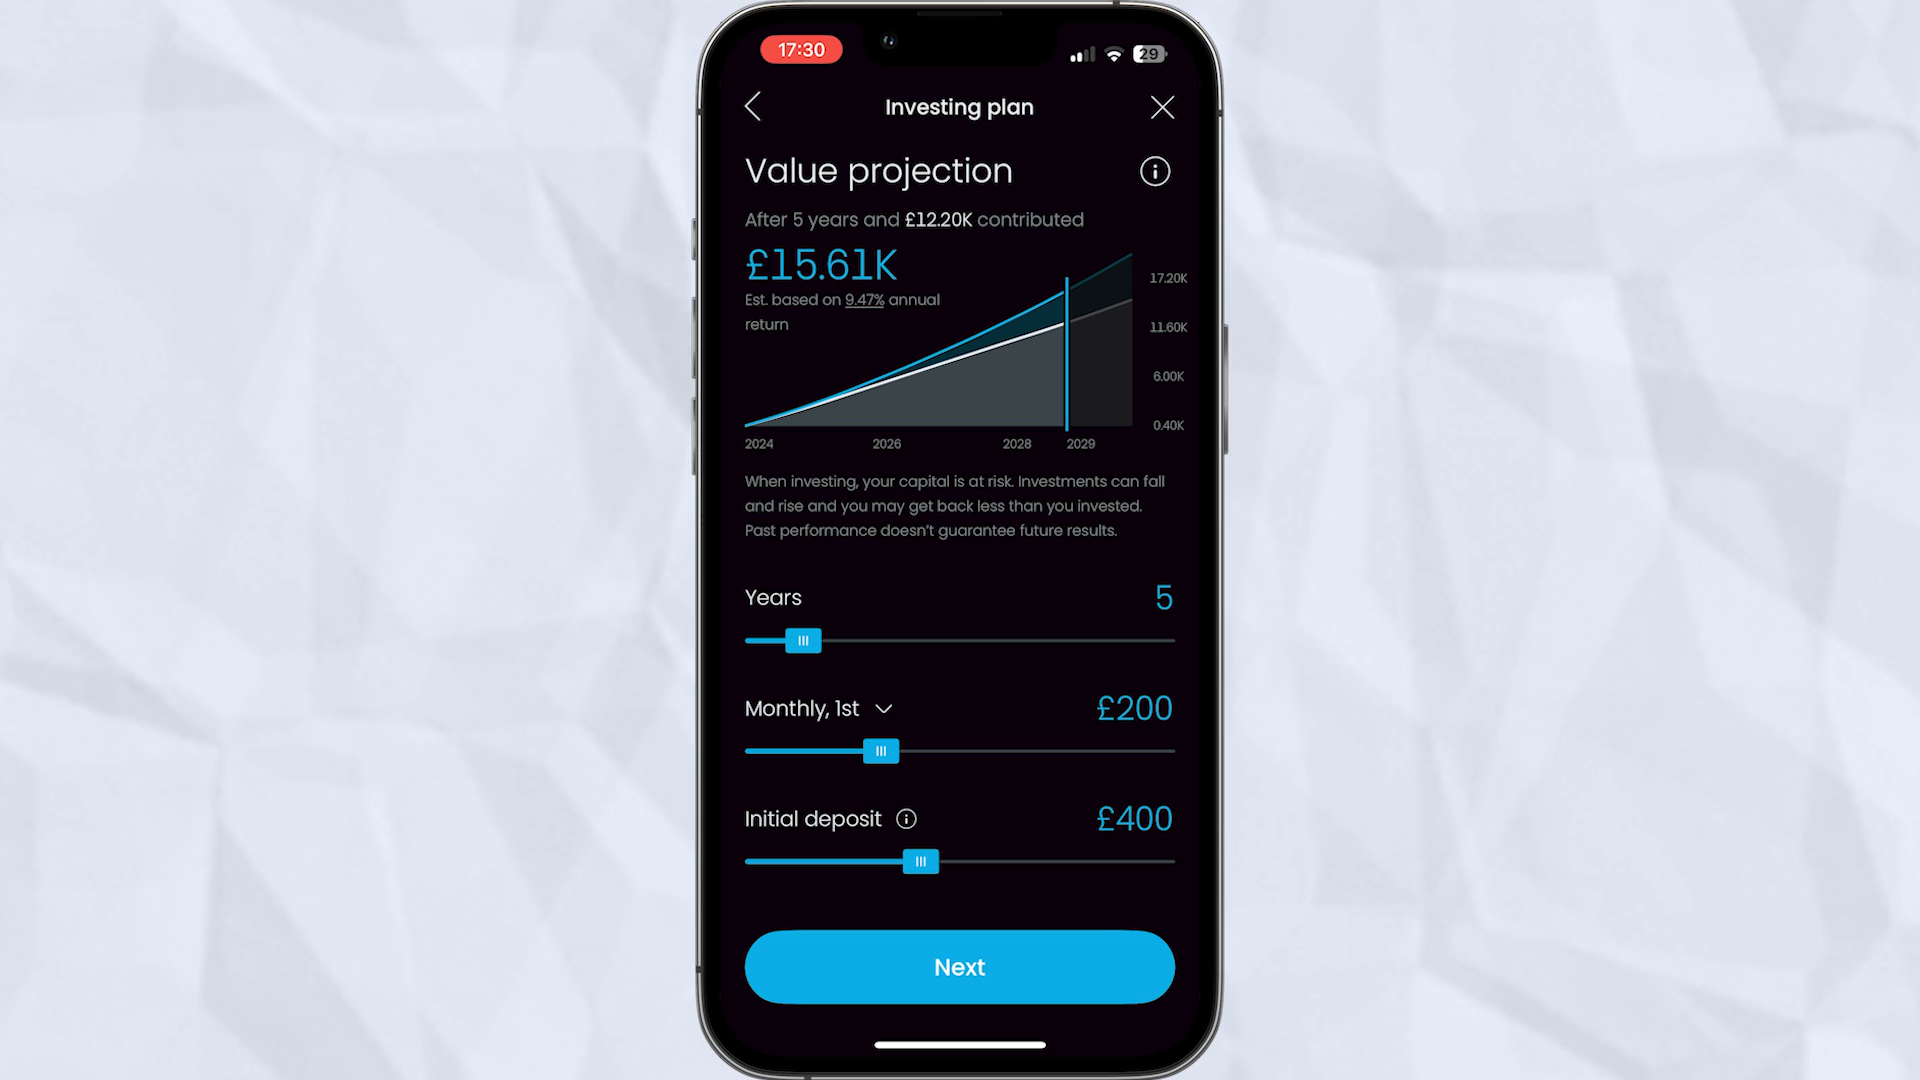 17:30
29
Investing plan
Value projection
After 5 years and £12.20K contributed
£15.61K
Est. based on 9.47% annual
return
17.20K
11.60K
6.00K
0.40K
2024 2026 2028 2029
When investing, your capital is at risk. Investments can fall
and rise and you may get back less than you invested.
Past performance doesn't guarantee future results.
Years 5
Monthly, 1st £200
Initial deposit £400
Next